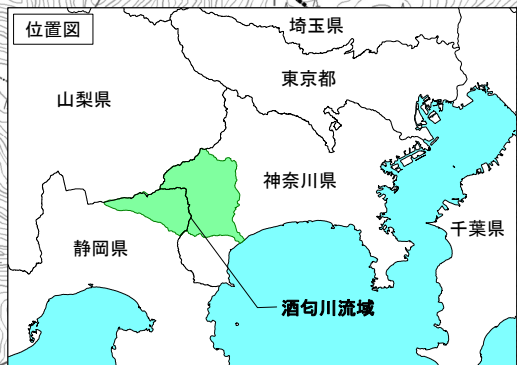 位置図
埼玉県
東京都
山梨県
神奈川県
千葉県
静岡県
酒匂川流域